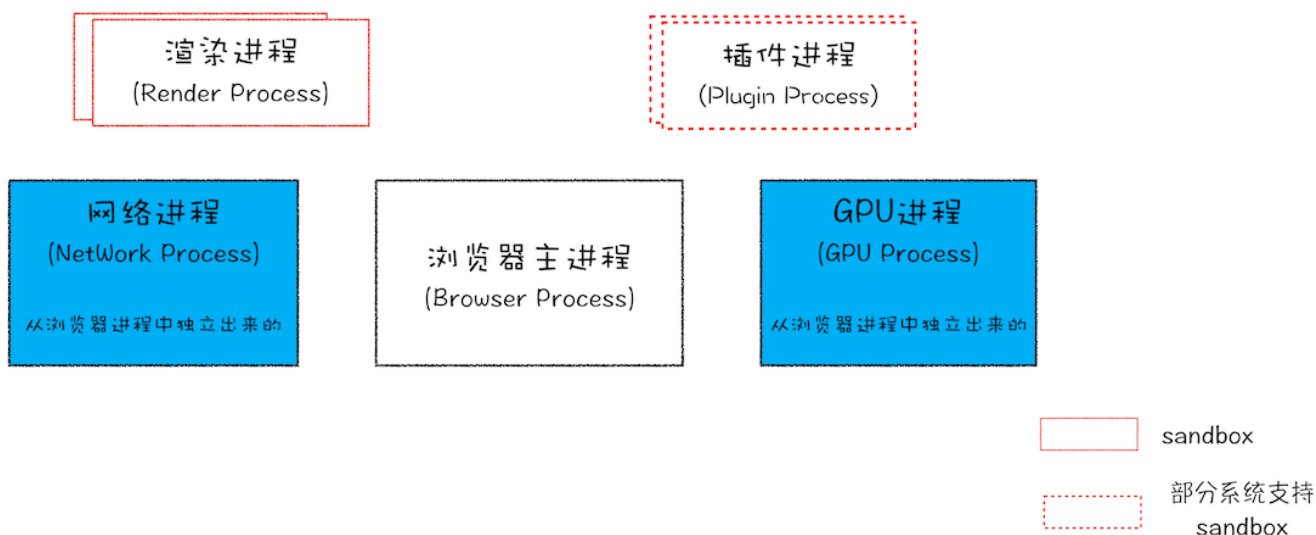 渲染进程
(Render Process)
插件进程
(Plugin Process)
网络进程
(NetWork Process)
从浏览器进程中独立出来的
浏览器主进程
(Browser Process)
GPU进程
(GPU Process)
从浏览器进程中独立出来的
sandbox
部分系统支持
sandbox